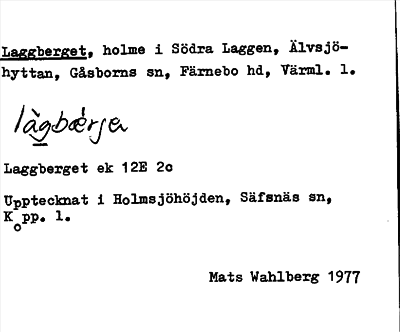 Laggberget, holme i Södra Laggen, Älvsjö-
hyttan, Gåsborns sn, Färnebo hd, Värml. l.
làgbǽrja
Laggberget ek 12E 2c
Upptecknat i Holmsjöhöjden, Säfsnäs sn,
Kopp. l.
Mats Wahlberg 1977